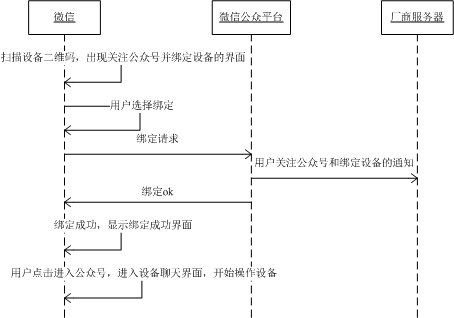 微信
微信公众平台
厂商服务器
扫描设备二维码，出现关注公众号并绑定设备的界面
用户选择绑定
绑定请求
用户关注公众号和绑定设备的通知
绑定ok
绑定成功，显示绑定成功界面
用户点击进入公众号，进入设备聊天界面，开始操作设备